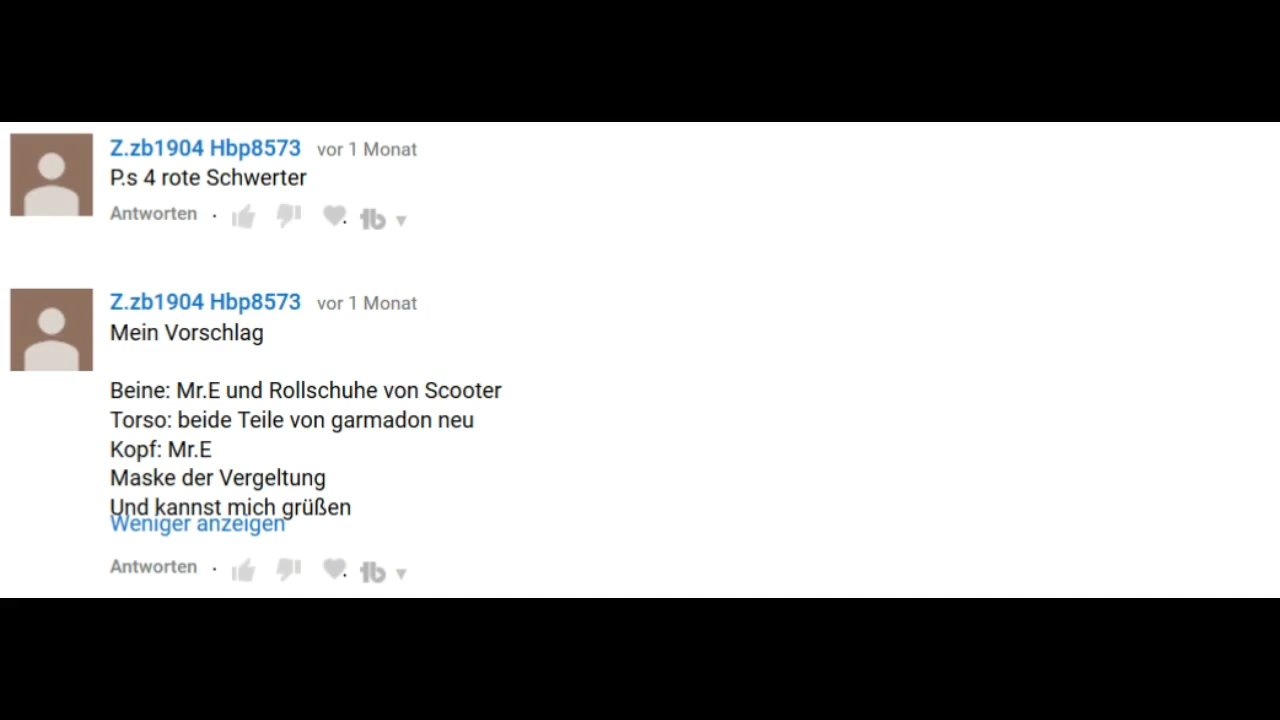 Z.zb1904 Hbp8573 vor 1 Monat
P.s 4 rote Schwerter
Antworten ·
Z.zb1904 Hbp8573 vor 1 Monat
Mein Vorschlag
Beine: Mr.E und Rollschuhe von Scooter
Torso: beide Teile von garmadon neu
Kopf: Mr.E
Maske der Vergeltung
Und kannst mich grüßen
Weniger anzeigen
Antworten ·